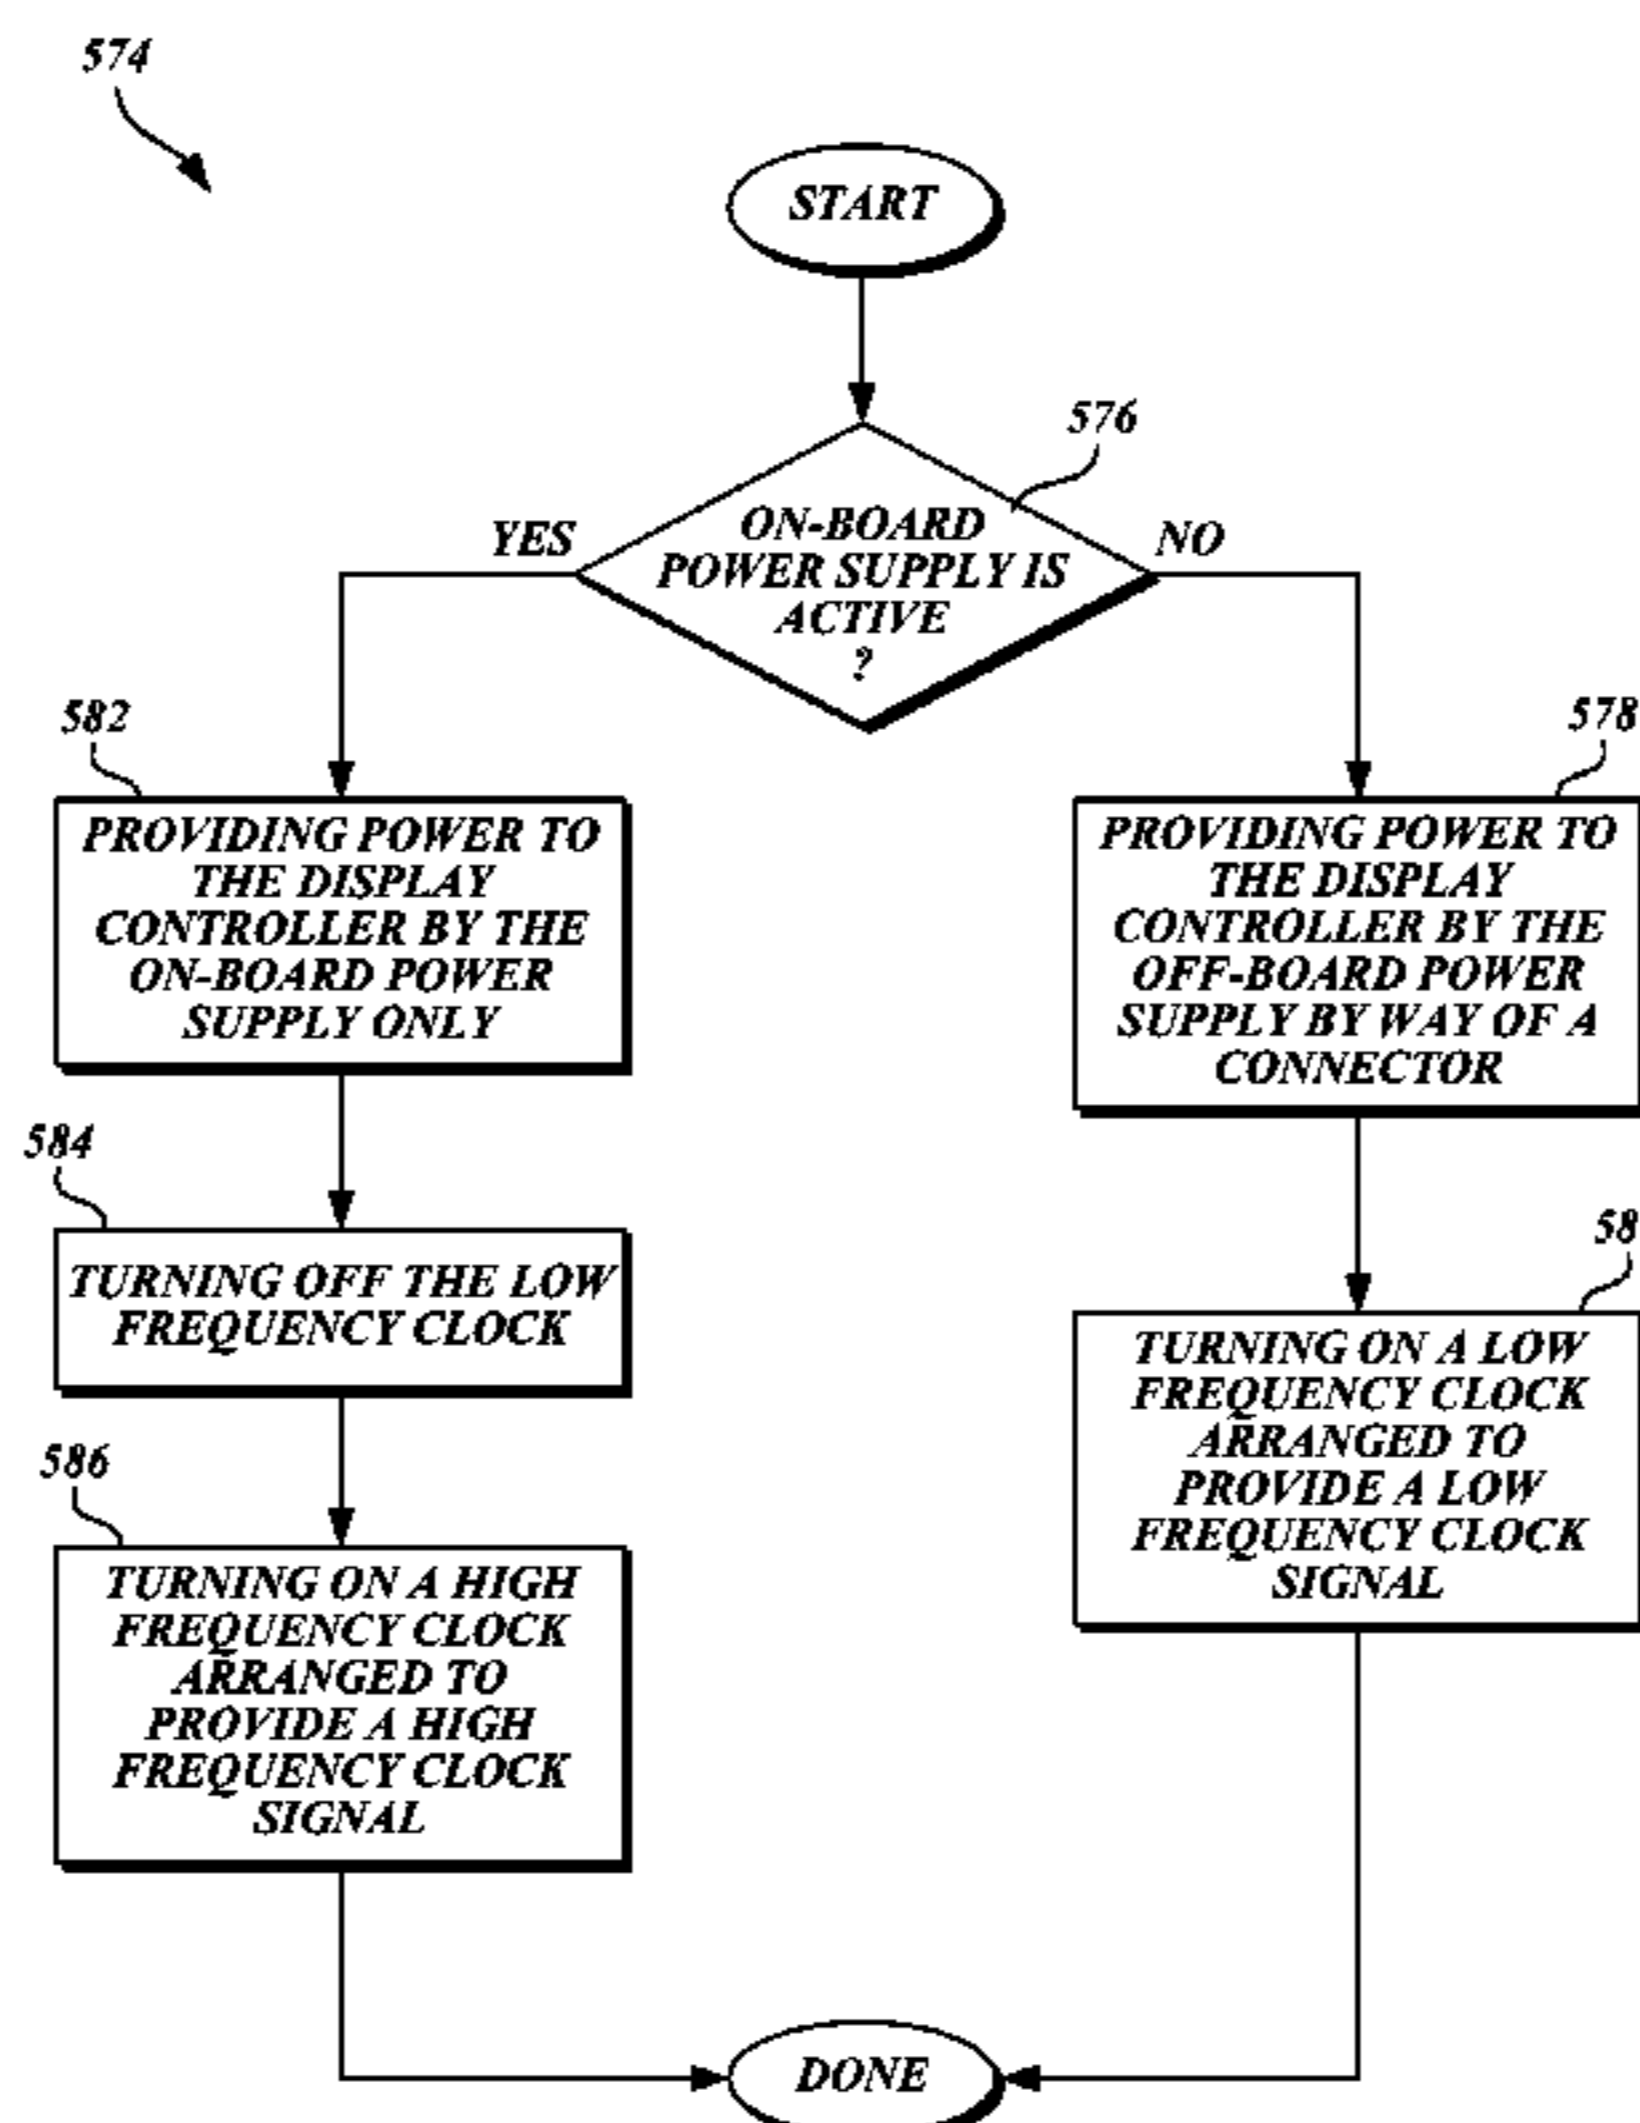 574
START
576
YES
ON-BOARD
POWER SUPPLY IS
ACTIVE
?
NO
582
PROVIDING POWER TO
THE DISPLAY
CONTROLLER BY THE
ON-BOARD POWER
SUPPLY ONLY
578
PROVIDING POWER TO
THE DISPLAY
CONTROLLER BY THE
OFF-BOARD POWER
SUPPLY BY WAY OF A
CONNECTOR
584
TURNING OFF THE LOW
FREQUENCY CLOCK
58
TURNING ON A LOW
FREQUENCY CLOCK
ARRANGED TO
PROVIDE A LOW
FREQUENCY CLOCK
SIGNAL
586
TURNING ON A HIGH
FREQUENCY CLOCK
ARRANGED TO
PROVIDE A HIGH
FREQUENCY CLOCK
SIGNAL
DONE